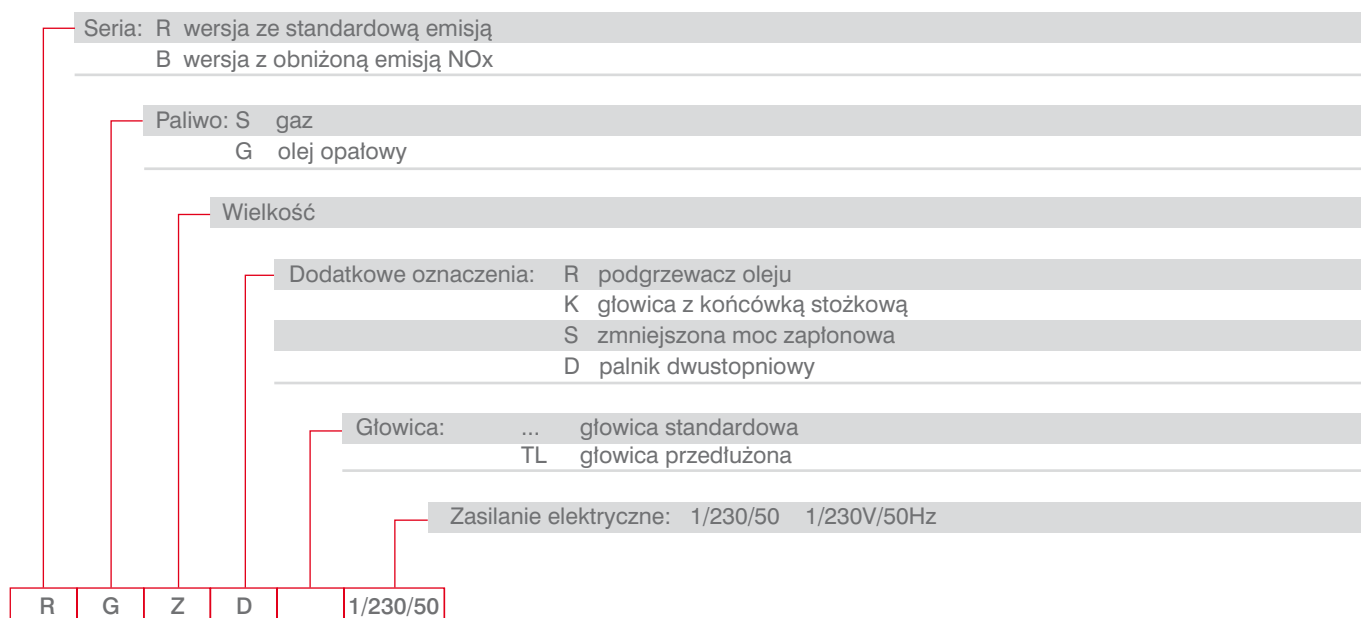 Seria: R wersja ze standardową emisją
B wersja z obniżoną emisją NOx
Paliwo: S gaz
G olej opałowy
Wielkość
Dodatkowe oznaczenia: R podgrzewacz oleju
K głowica z końcówką stożkową
S zmniejszona moc zapłonowa
D palnik dwustopniowy
Głowica: ... głowica standardowa
TL głowica przedłużona
Zasilanie elektryczne: 1/230/50 1/230V/50Hz
R G Z D 1/230/50